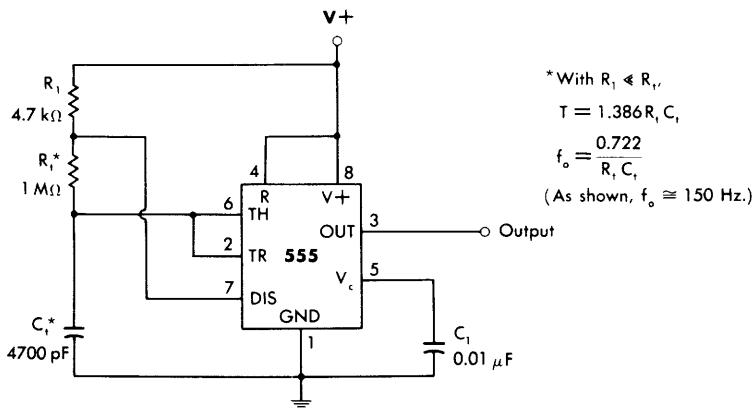 V+
R₁
4.7 kΩ
Rₜ*
1 MΩ
Cₜ*
4700 pF
4
8
R
V+
6
TH
2
TR
555
7
DIS
GND
1
OUT
3
Output
V꜀
5
C₁
0.01 μF
*With R₁ ≪ Rₜ,
T = 1.386 Rₜ Cₜ
fₒ = 0.722
Rₜ Cₜ
(As shown, fₒ ≅ 150 Hz.)